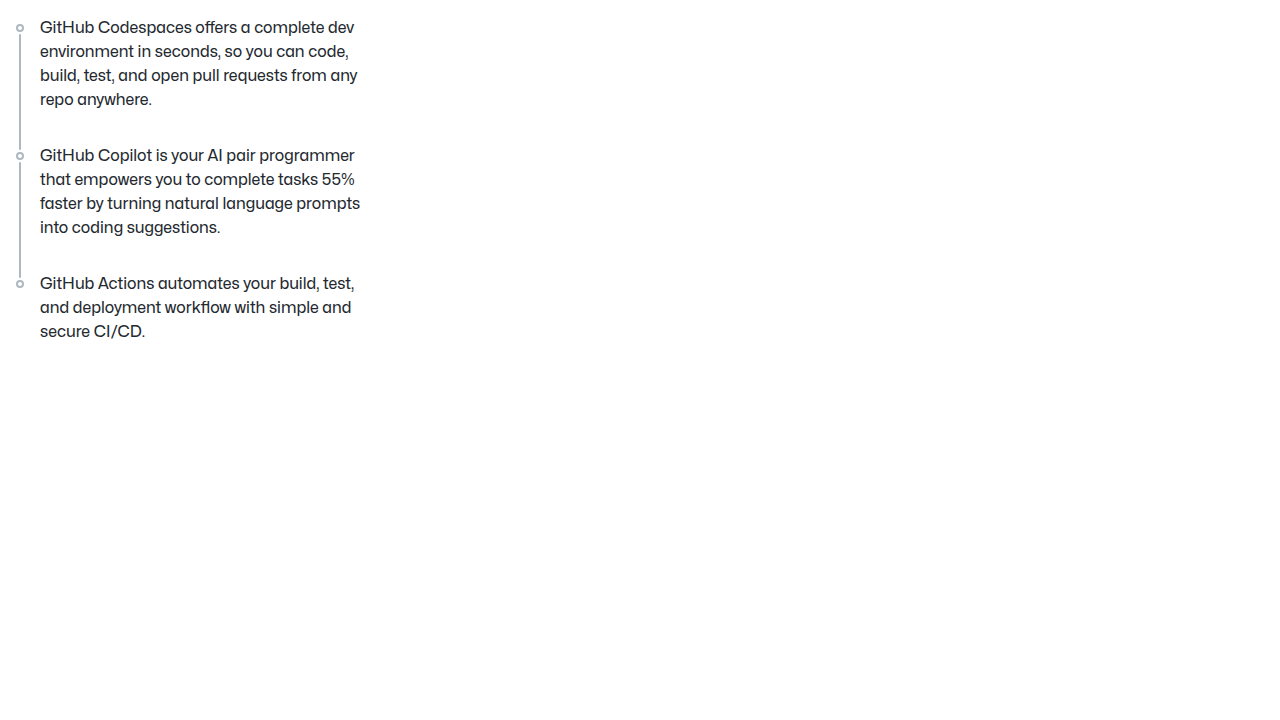 GitHub Codespaces offers a complete dev
environment in seconds, so you can code,
build, test, and open pull requests from any
repo anywhere.
GitHub Copilot is your AI pair programmer
that empowers you to complete tasks 55%
faster by turning natural language prompts
into coding suggestions.
GitHub Actions automates your build, test,
and deployment workflow with simple and
secure CI/CD.